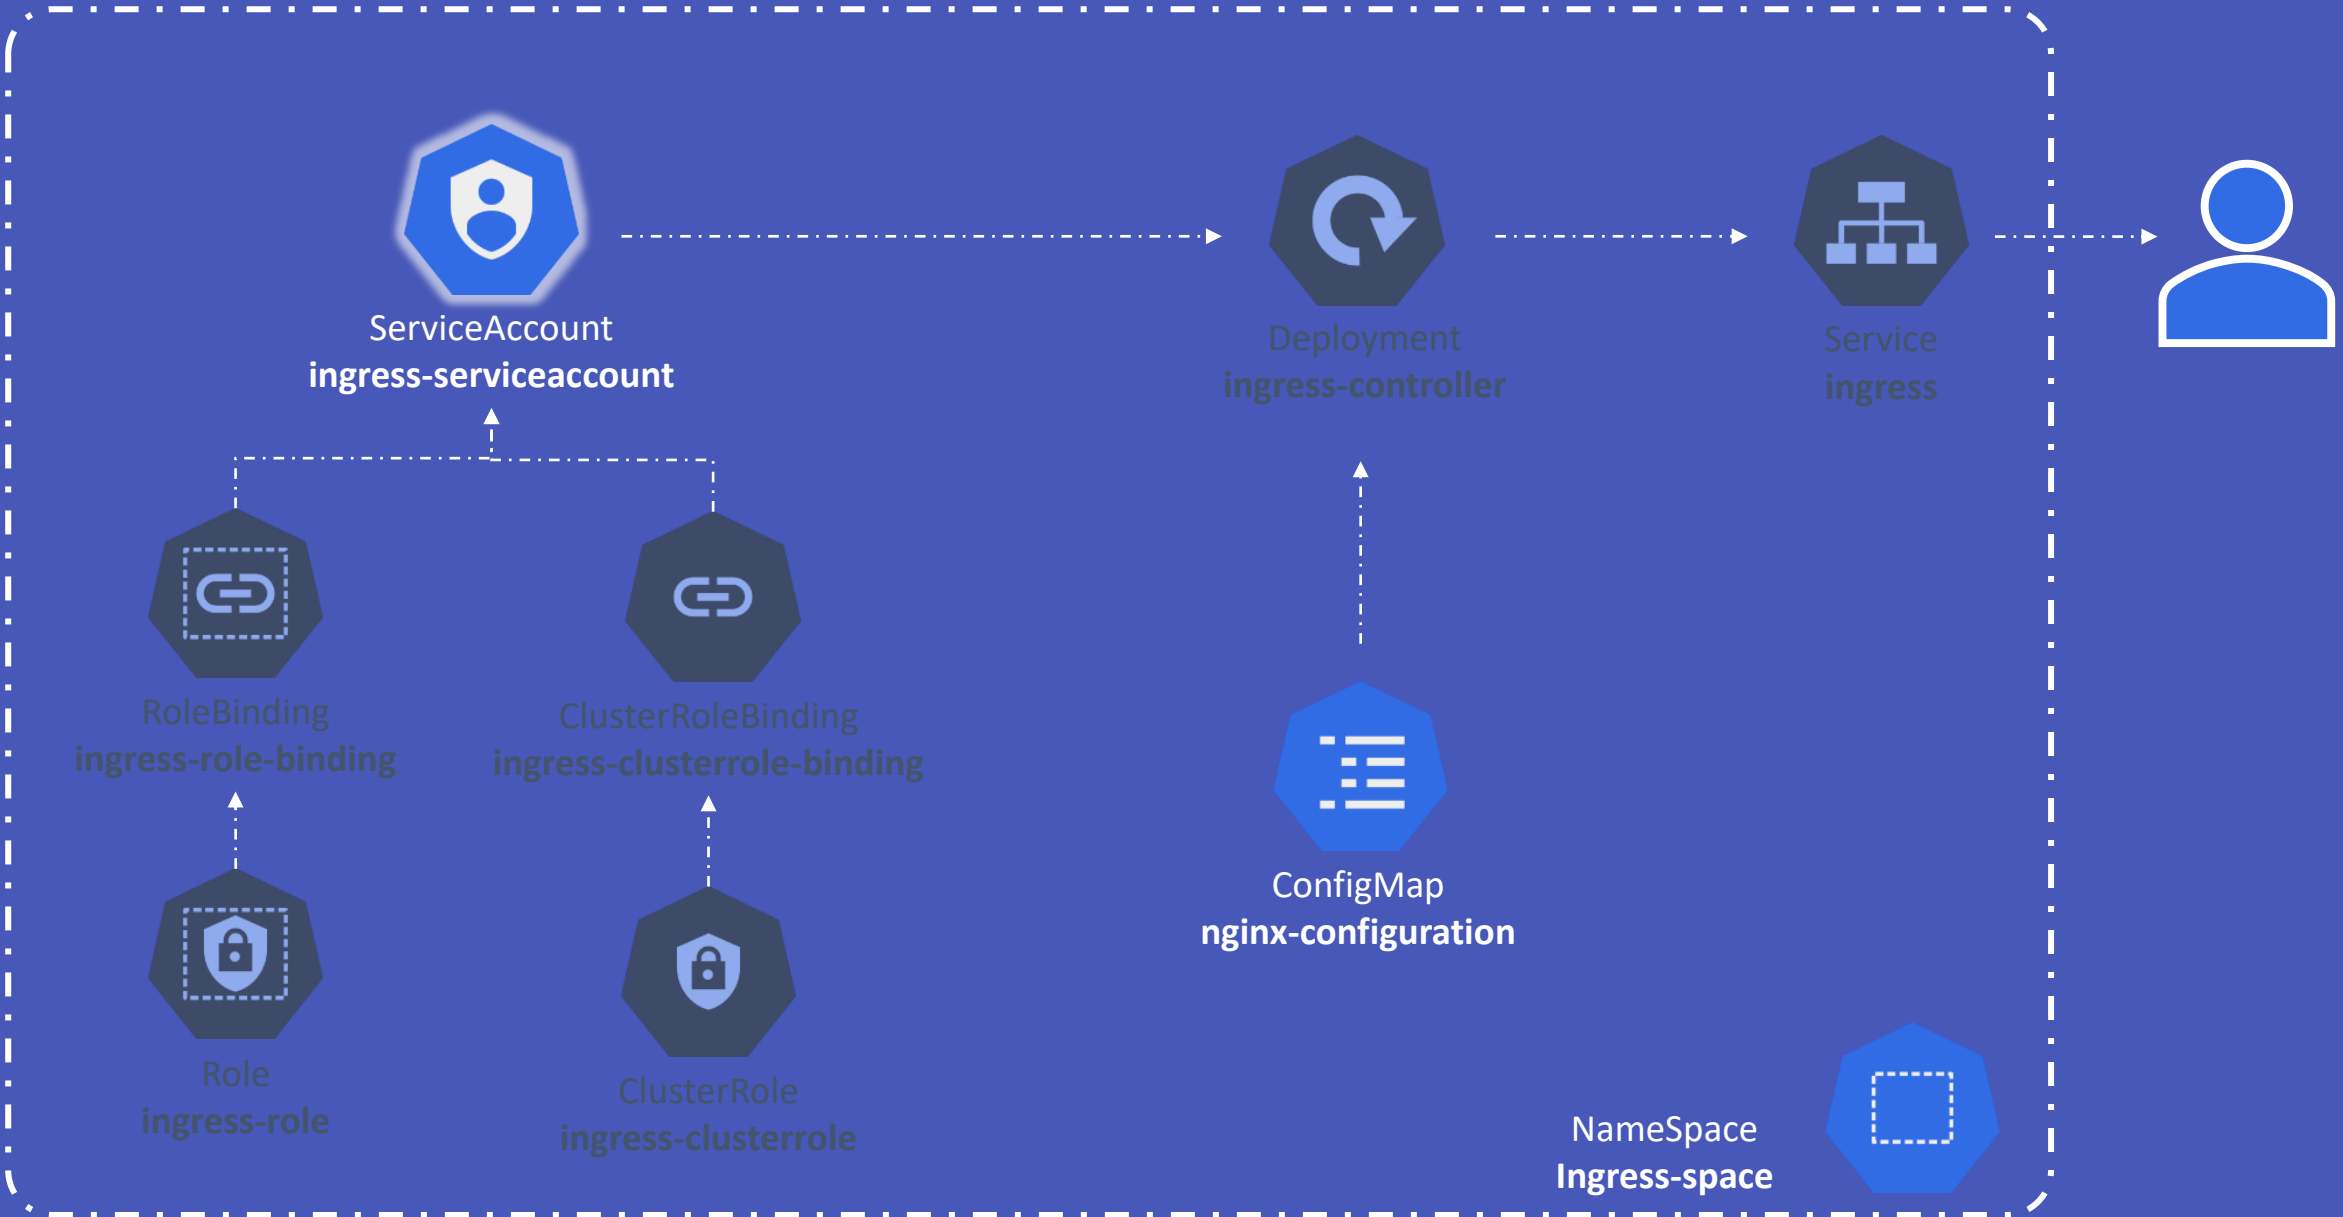 ServiceAccount
ingress-serviceaccount
Deployment
ingress-controller
Service
ingress
RoleBinding
ingress-role-binding
ClusterRoleBinding
ingress-clusterrole-binding
ConfigMap
nginx-configuration
Role
ingress-role
ClusterRole
ingress-clusterrole
NameSpace
Ingress-space